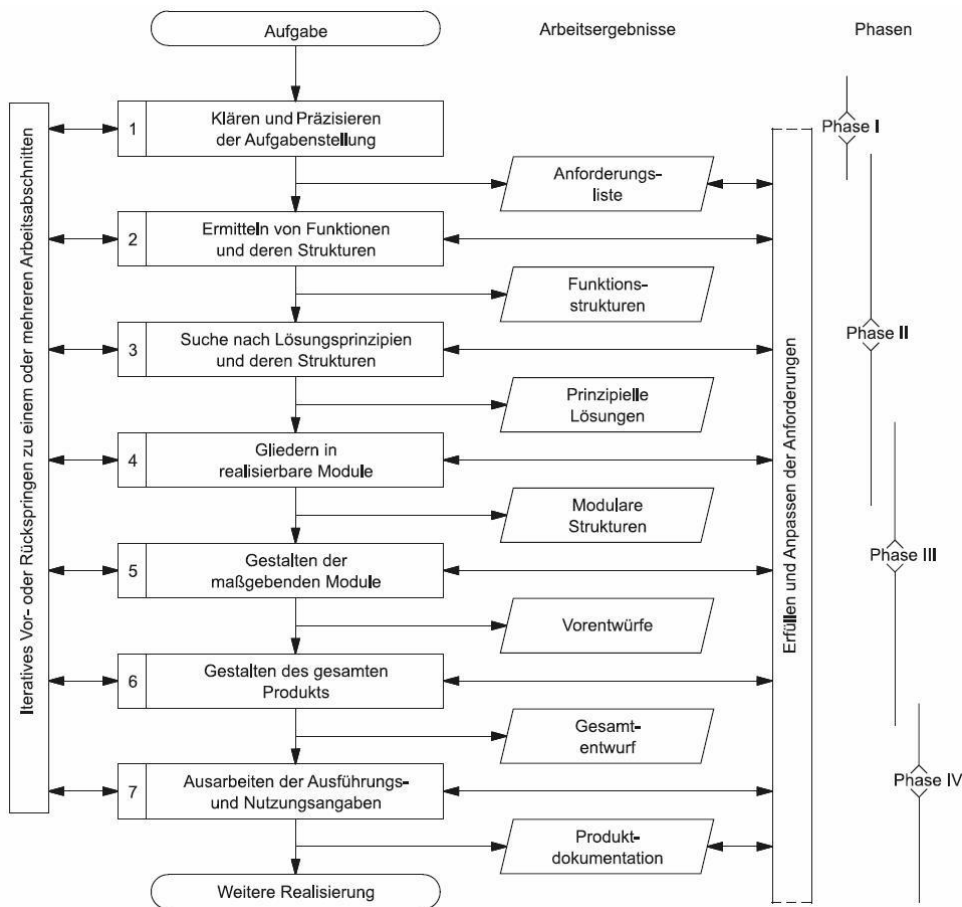 Aufgabe
Arbeitsergebnisse
Phasen
Iteratives Vor- oder Rückspringen zu einem oder mehreren Arbeitsabschnitten
1
Klären und Präzisieren
der Aufgabenstellung
Phase I
Anforderungs-
liste
2
Ermitteln von Funktionen
und deren Strukturen
Funktions-
strukturen
3
Suche nach Lösungsprinzipien
und deren Strukturen
Phase II
Prinzipielle
Lösungen
4
Gliedern in
realisierbare Module
Modulare
Strukturen
5
Gestalten der
maßgebenden Module
Phase III
Vorentwürfe
6
Gestalten des gesamten
Produkts
Gesamt-
entwurf
7
Ausarbeiten der Ausführungs-
und Nutzungsangaben
Phase IV
Produkt-
dokumentation
Weitere Realisierung
Erfüllen und Anpassen der Anforderungen